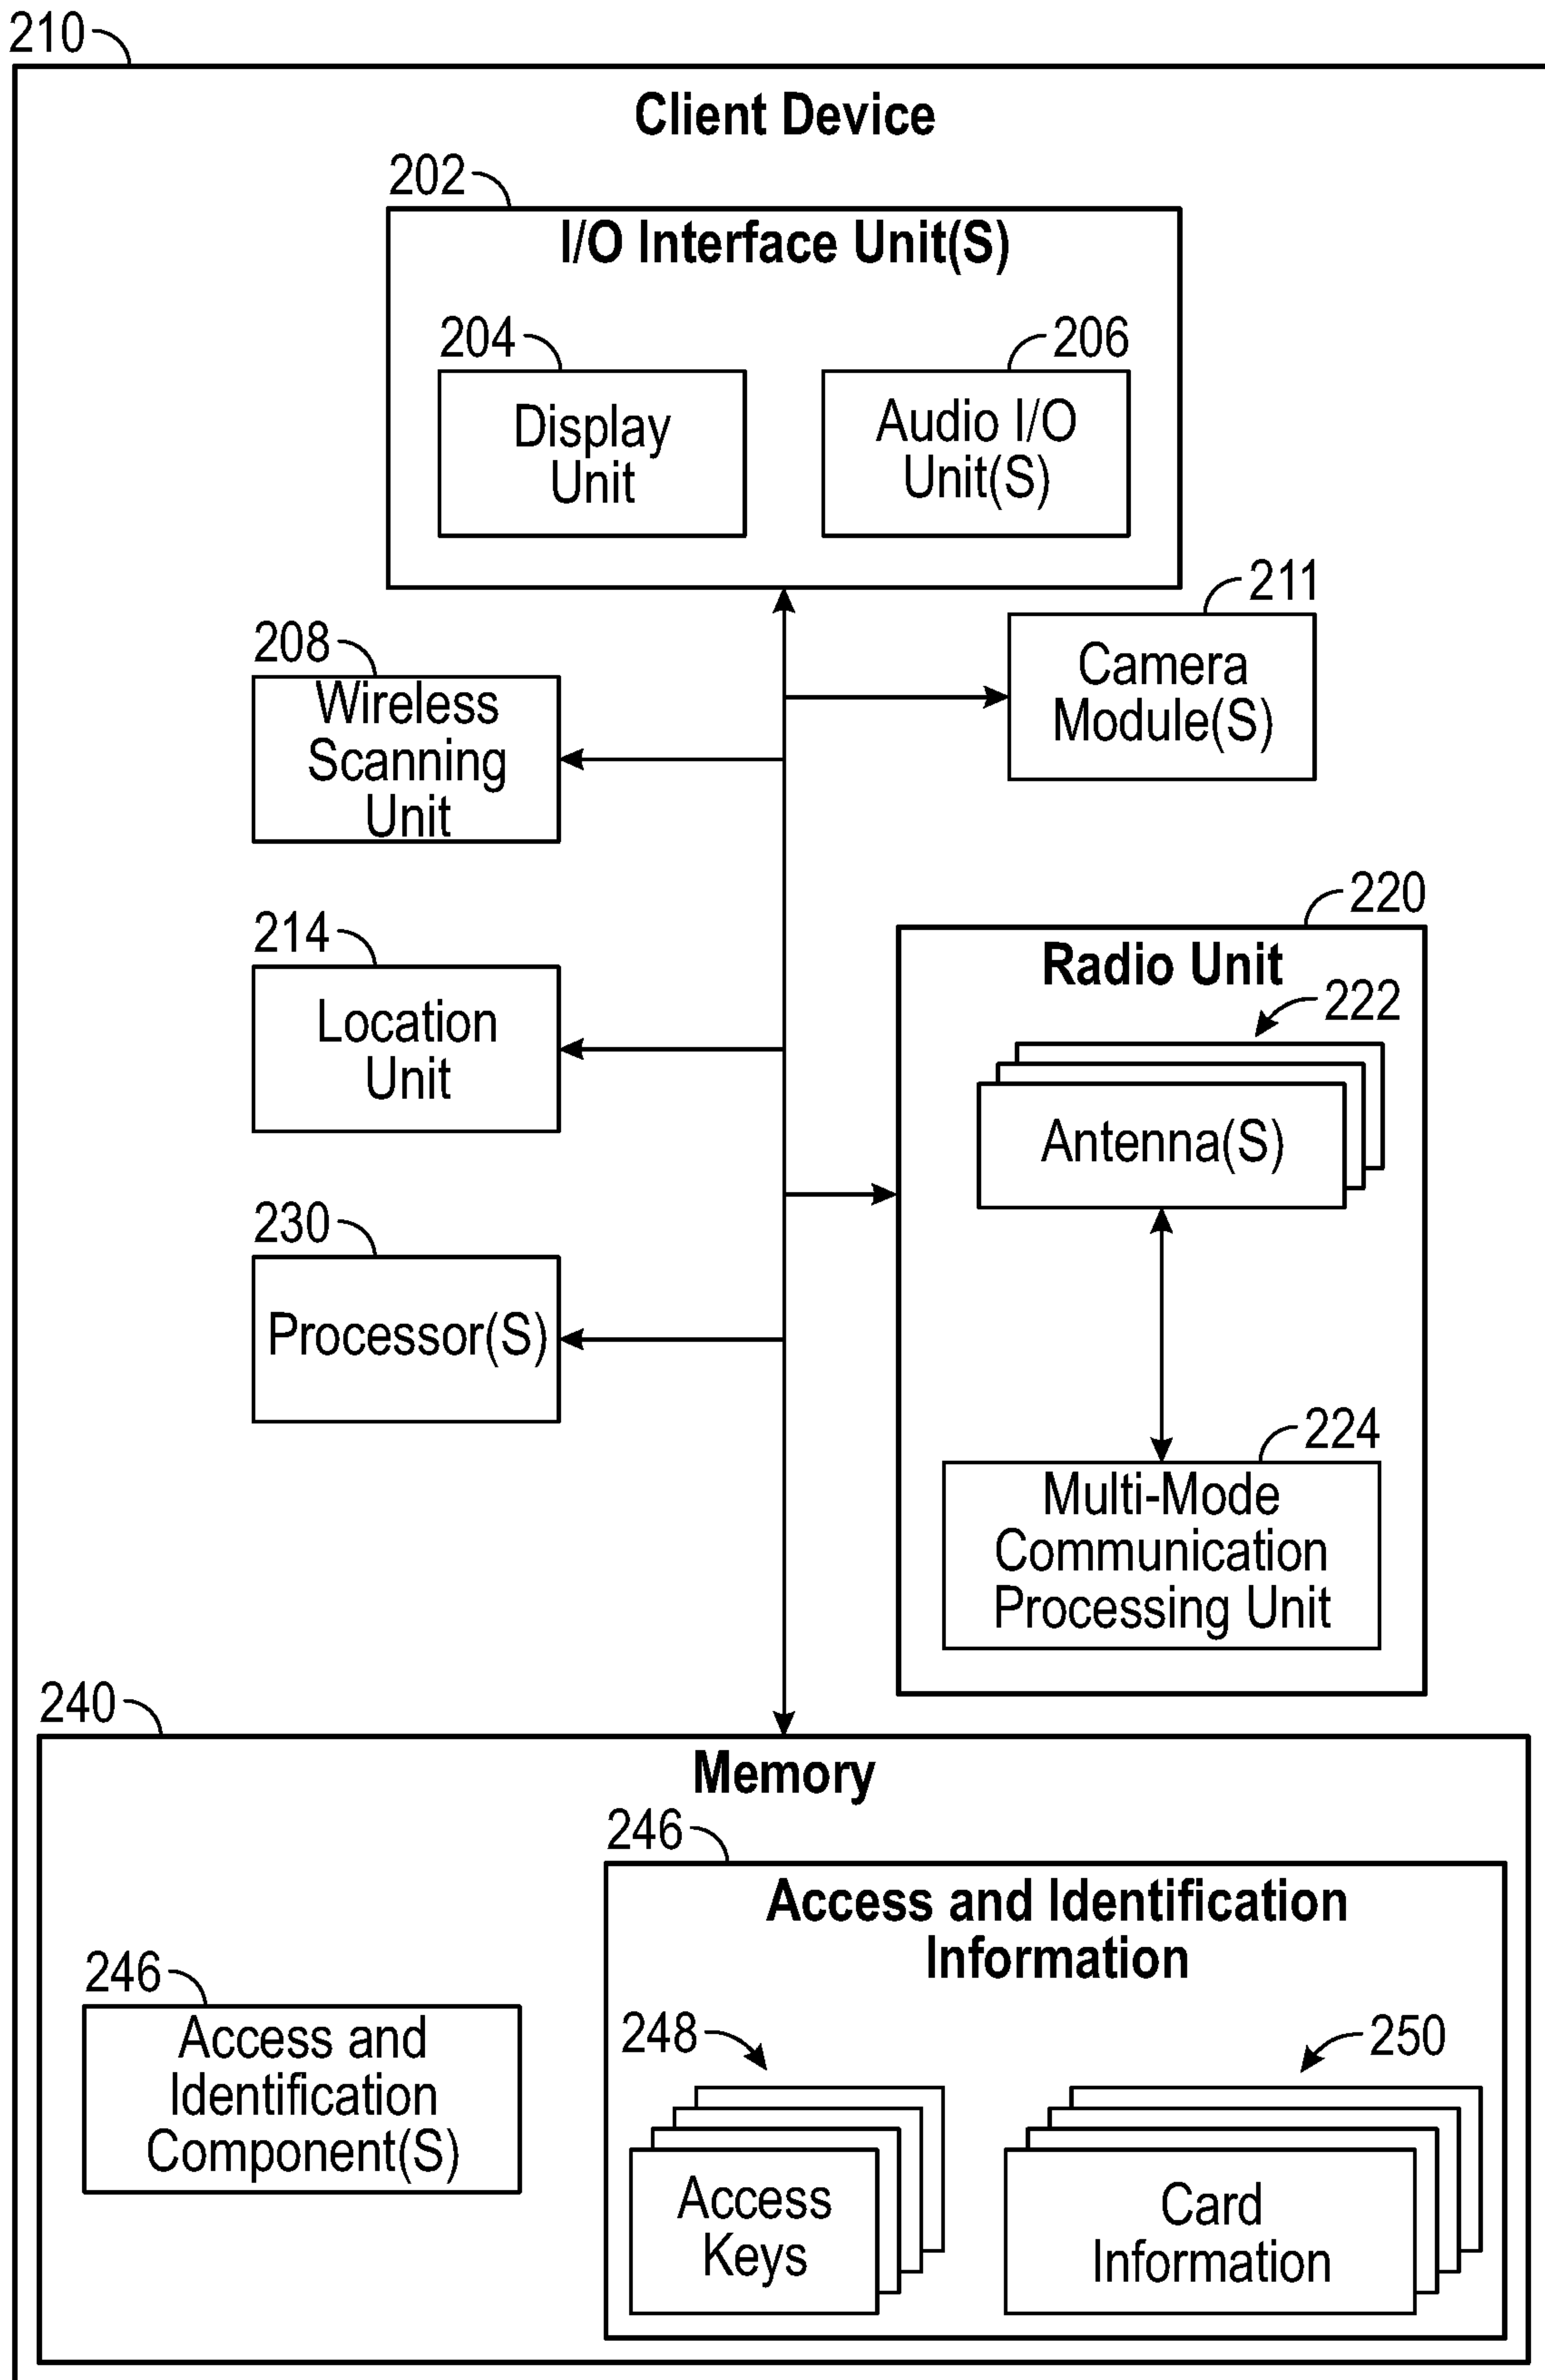 210
Client Device
202
I/O Interface Unit(S)
204
206
Display
Unit
Audio I/O
Unit(S)
211
Camera
Module(S)
208
Wireless
Scanning
Unit
214
Location
Unit
220
Radio Unit
222
Antenna(S)
230
Processor(S)
224
Multi-Mode
Communication
Processing Unit
240
Memory
246
Access and Identification
Information
246
Access and
Identification
Component(S)
248
250
Access
Keys
Card
Information